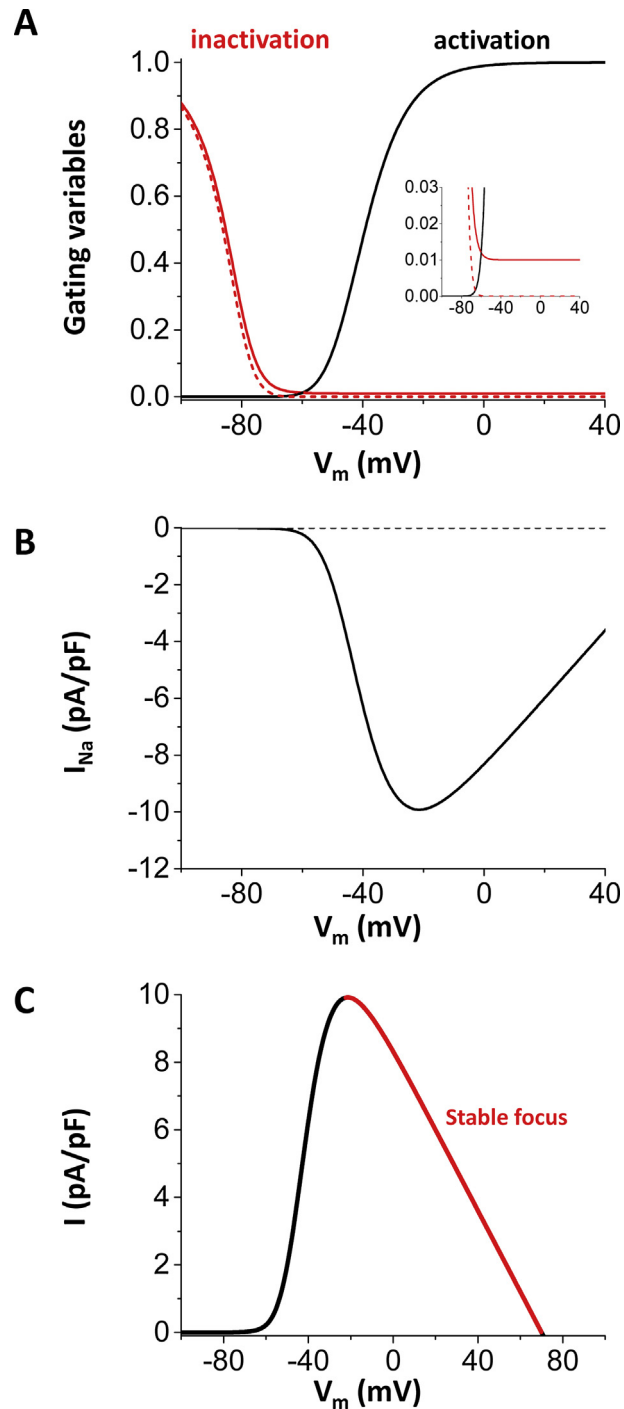 A
inactivation activation
Gating variables
1.0
0.8
0.6
0.4
0.2
0.0
0.03
0.02
0.01
0.00
-80 -40 0 40
-80 -40 0 40
Vm (mV)
B
INa (pA/pF)
0
-2
-4
-6
-8
-10
-12
-80 -40 0 40
Vm (mV)
C
I (pA/pF)
10
8
6
4
2
0
Stable focus
-80 -40 0 40 80
Vm (mV)